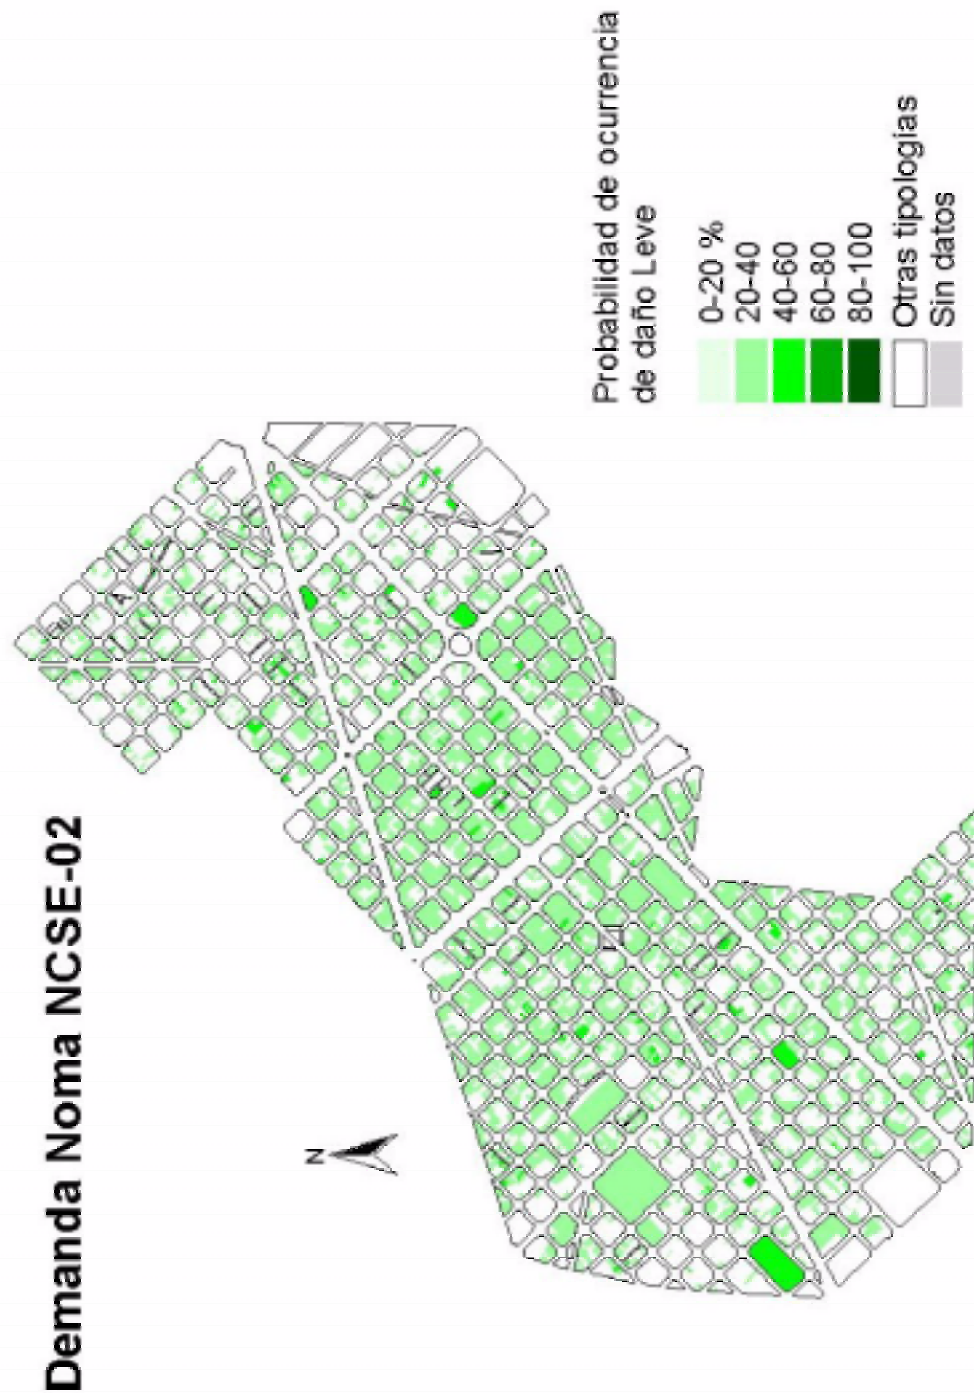 Demanda Noma NCSE-02
N
Probabilidad de ocurrencia
de daño Leve
0-20 %
20-40
40-60
60-80
80-100
Otras tipologias
Sin datos